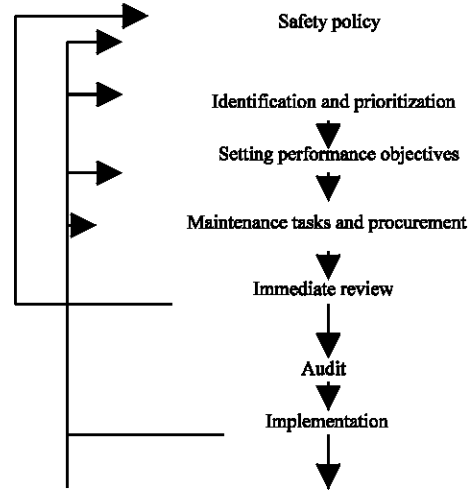 Safety policy
Identification and prioritization
Setting performance objectives
Maintenance tasks and procurement
Immediate review
Audit
Implementation